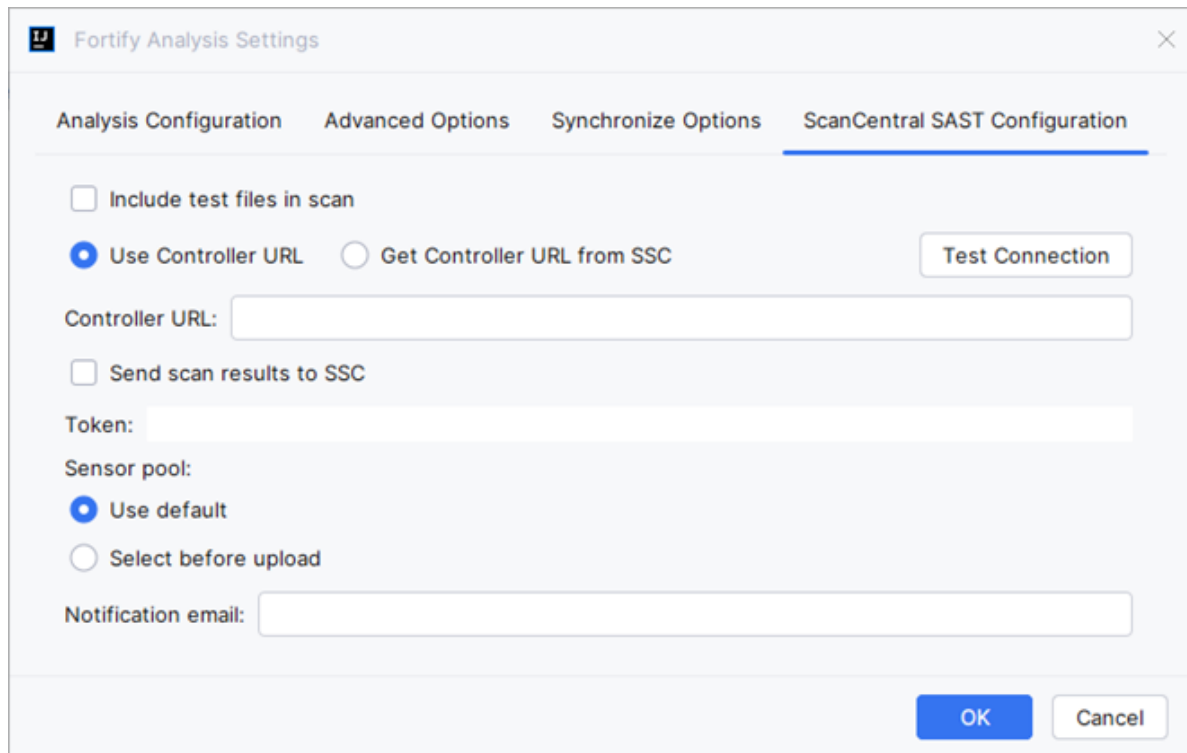 IJ Fortify Analysis Settings
Analysis Configuration Advanced Options Synchronize Options ScanCentral SAST Configuration
Include test files in scan
Use Controller URL Get Controller URL from SSC Test Connection
Controller URL:
Send scan results to SSC
Token:
Sensor pool:
Use default
Select before upload
Notification email:
OK Cancel